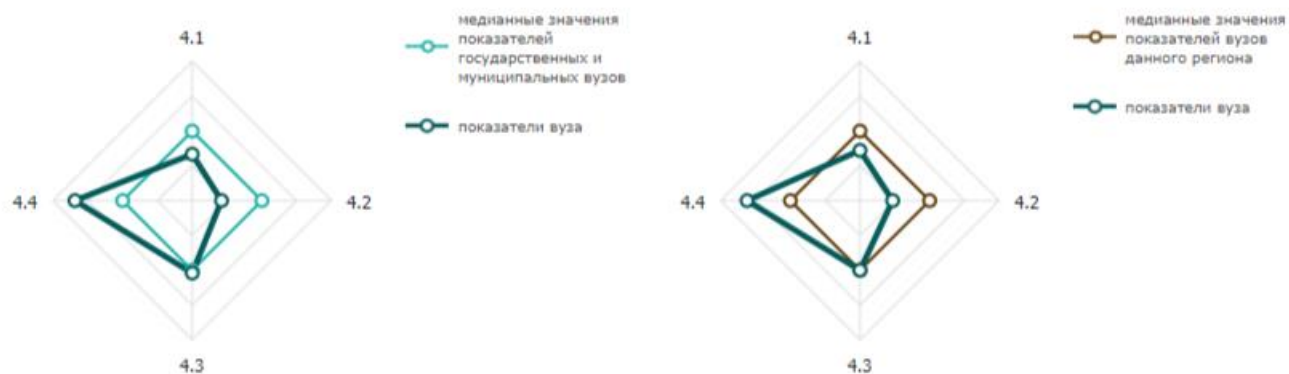 4.1
4.4
4.2
4.3
медианные значения
показателей
государственных и
муниципальных вузов
показатели вуза
4.1
4.4
4.2
4.3
медианные значения
показателей вузов
данного региона
показатели вуза